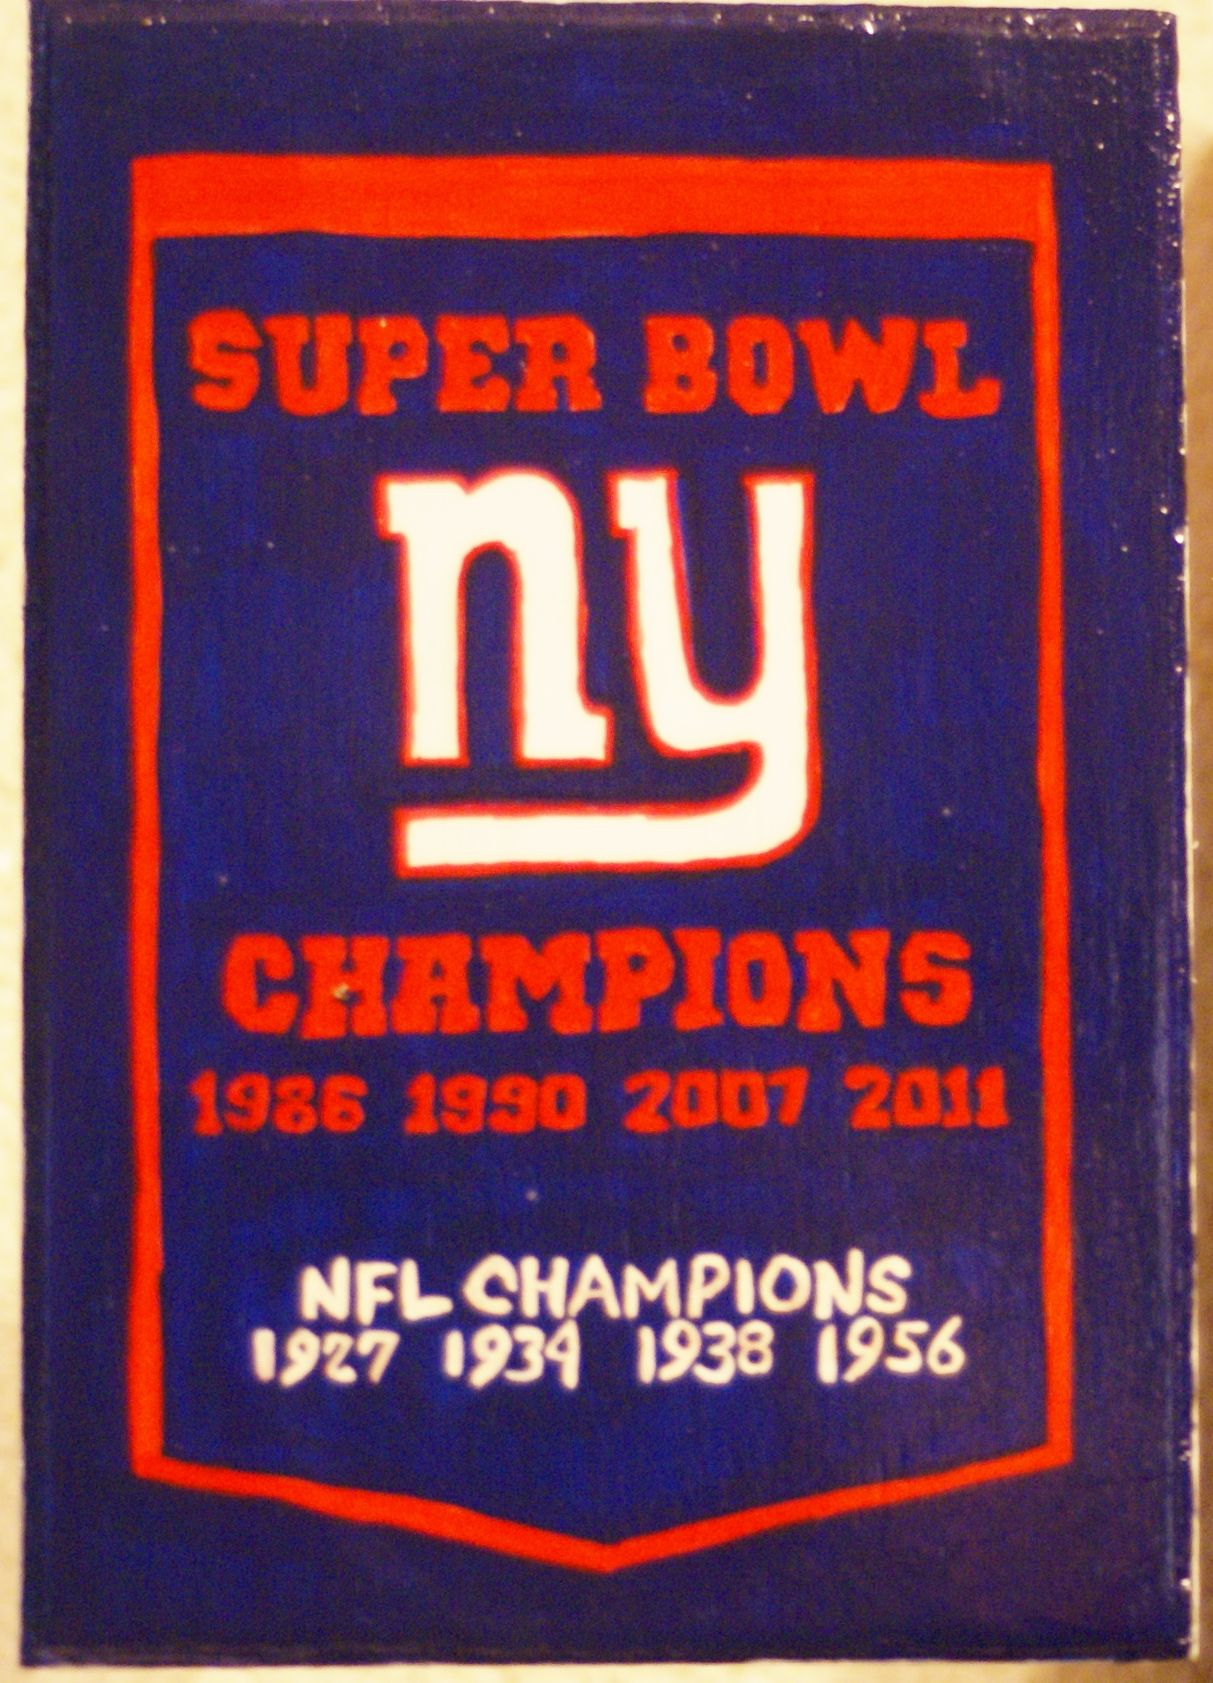 SUPER BOWL
ny
CHAMPIONS
1986 1990 2007 2011
NFL CHAMPIONS
1927 1934 1938 1956